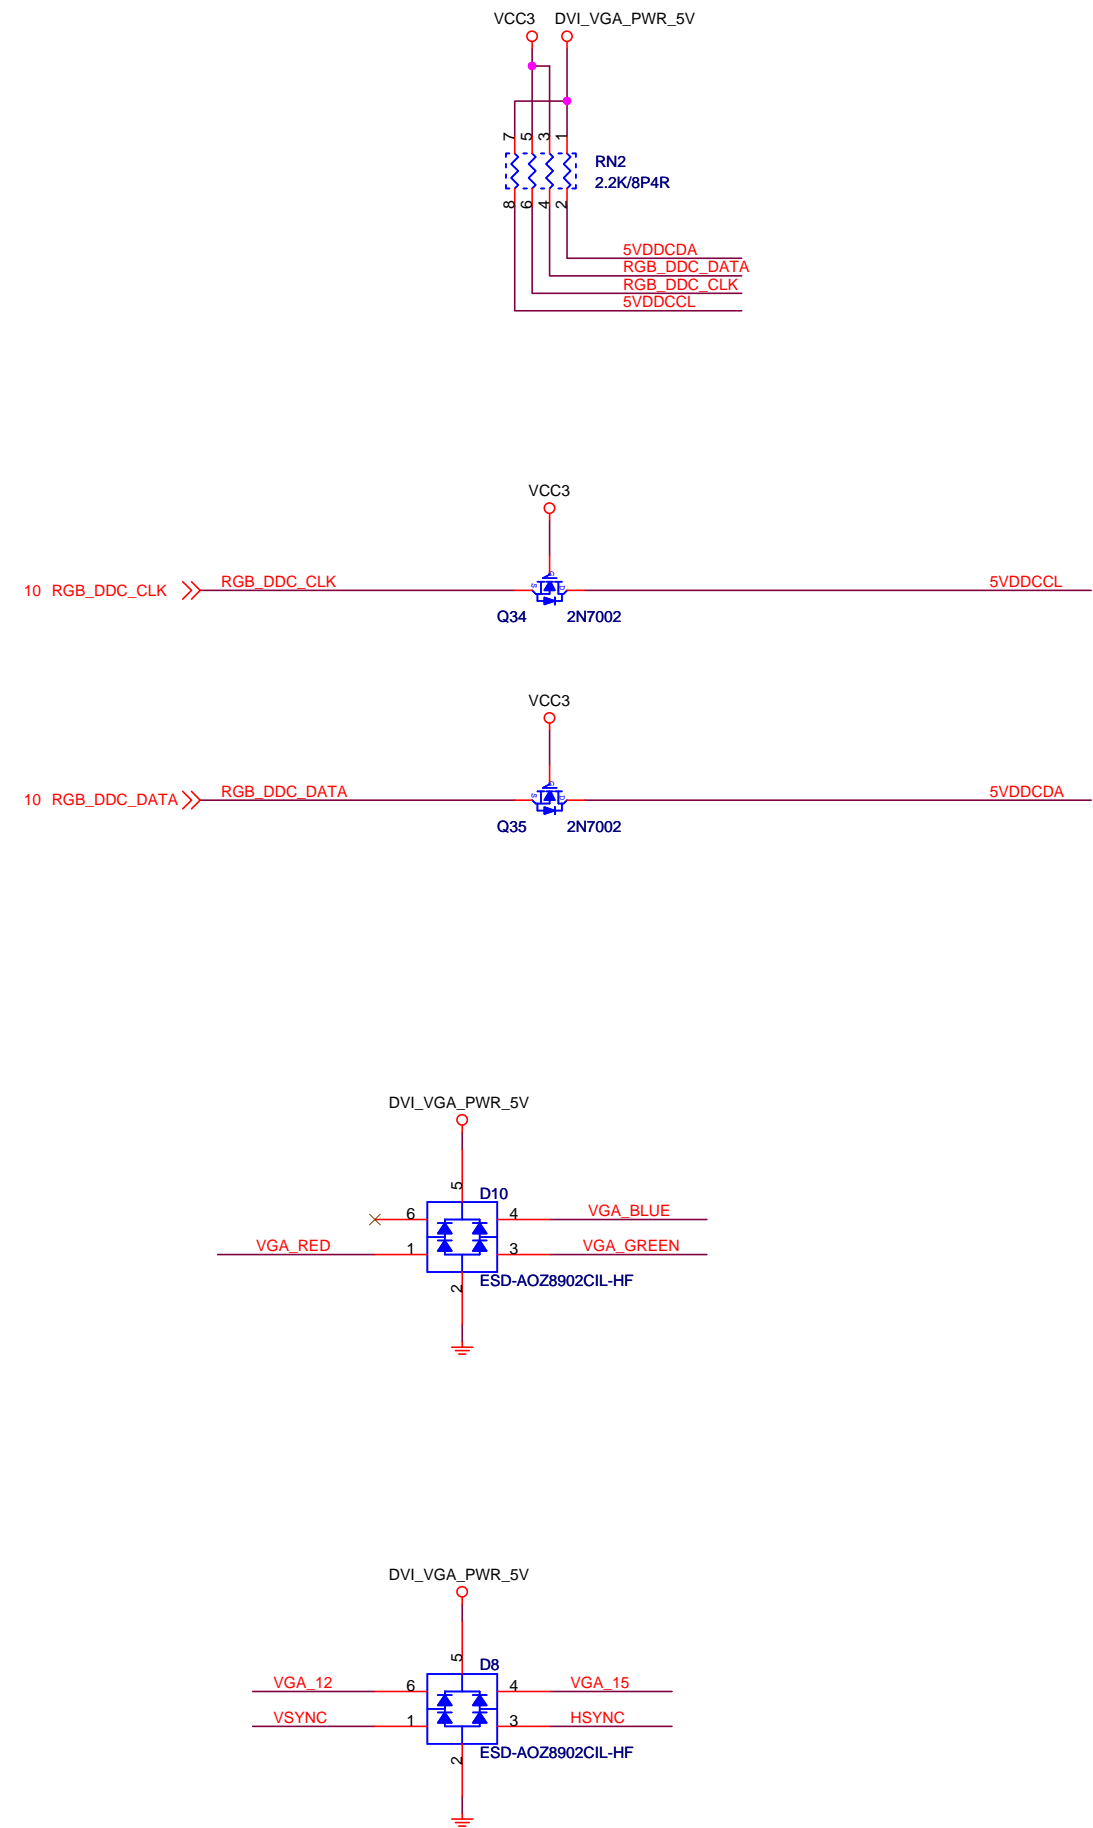 VCC3 DVI_VGA_PWR_5V
7 5 3 1
RN2
2.2K/8P4R
8 6 4 2
5VDDCDA
RGB_DDC_DATA
RGB_DDC_CLK
5VDDCCL
VCC3
G
10 RGB_DDC_CLK RGB_DDC_CLK S D 5VDDCCL
Q34 2N7002
VCC3
G
10 RGB_DDC_DATA RGB_DDC_DATA S D 5VDDCDA
Q35 2N7002
DVI_VGA_PWR_5V
5 D10
6 4 VGA_BLUE
VGA_RED 1 3 VGA_GREEN
2 ESD-AOZ8902CIL-HF
DVI_VGA_PWR_5V
5 D8
VGA_12 6 4 VGA_15
VSYNC 1 3 HSYNC
2 ESD-AOZ8902CIL-HF